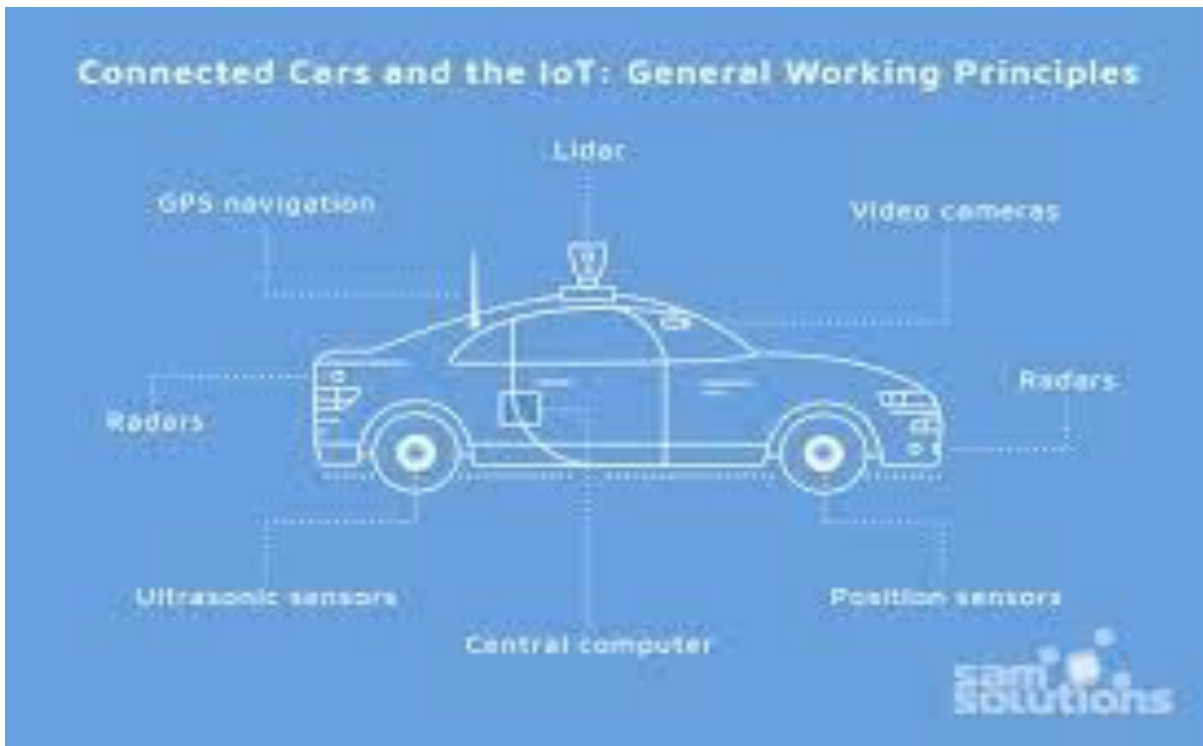 Connected Cars and the IoT: General Working Principles
Lidar
GPS navigation
Video cameras
Radars
Radars
Ultrasonic sensors
Position sensors
Central computer
sam
solutions